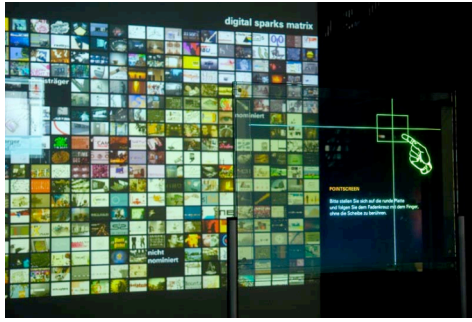 digital sparks matrix
sträger
nominiert
nicht
nominiert
POINTSCREEN
Bitte stellen Sie sich auf die runde Platte
und folgen Sie dem Fadenkreuz mit dem Finger,
ohne die Scheibe zu berühren.